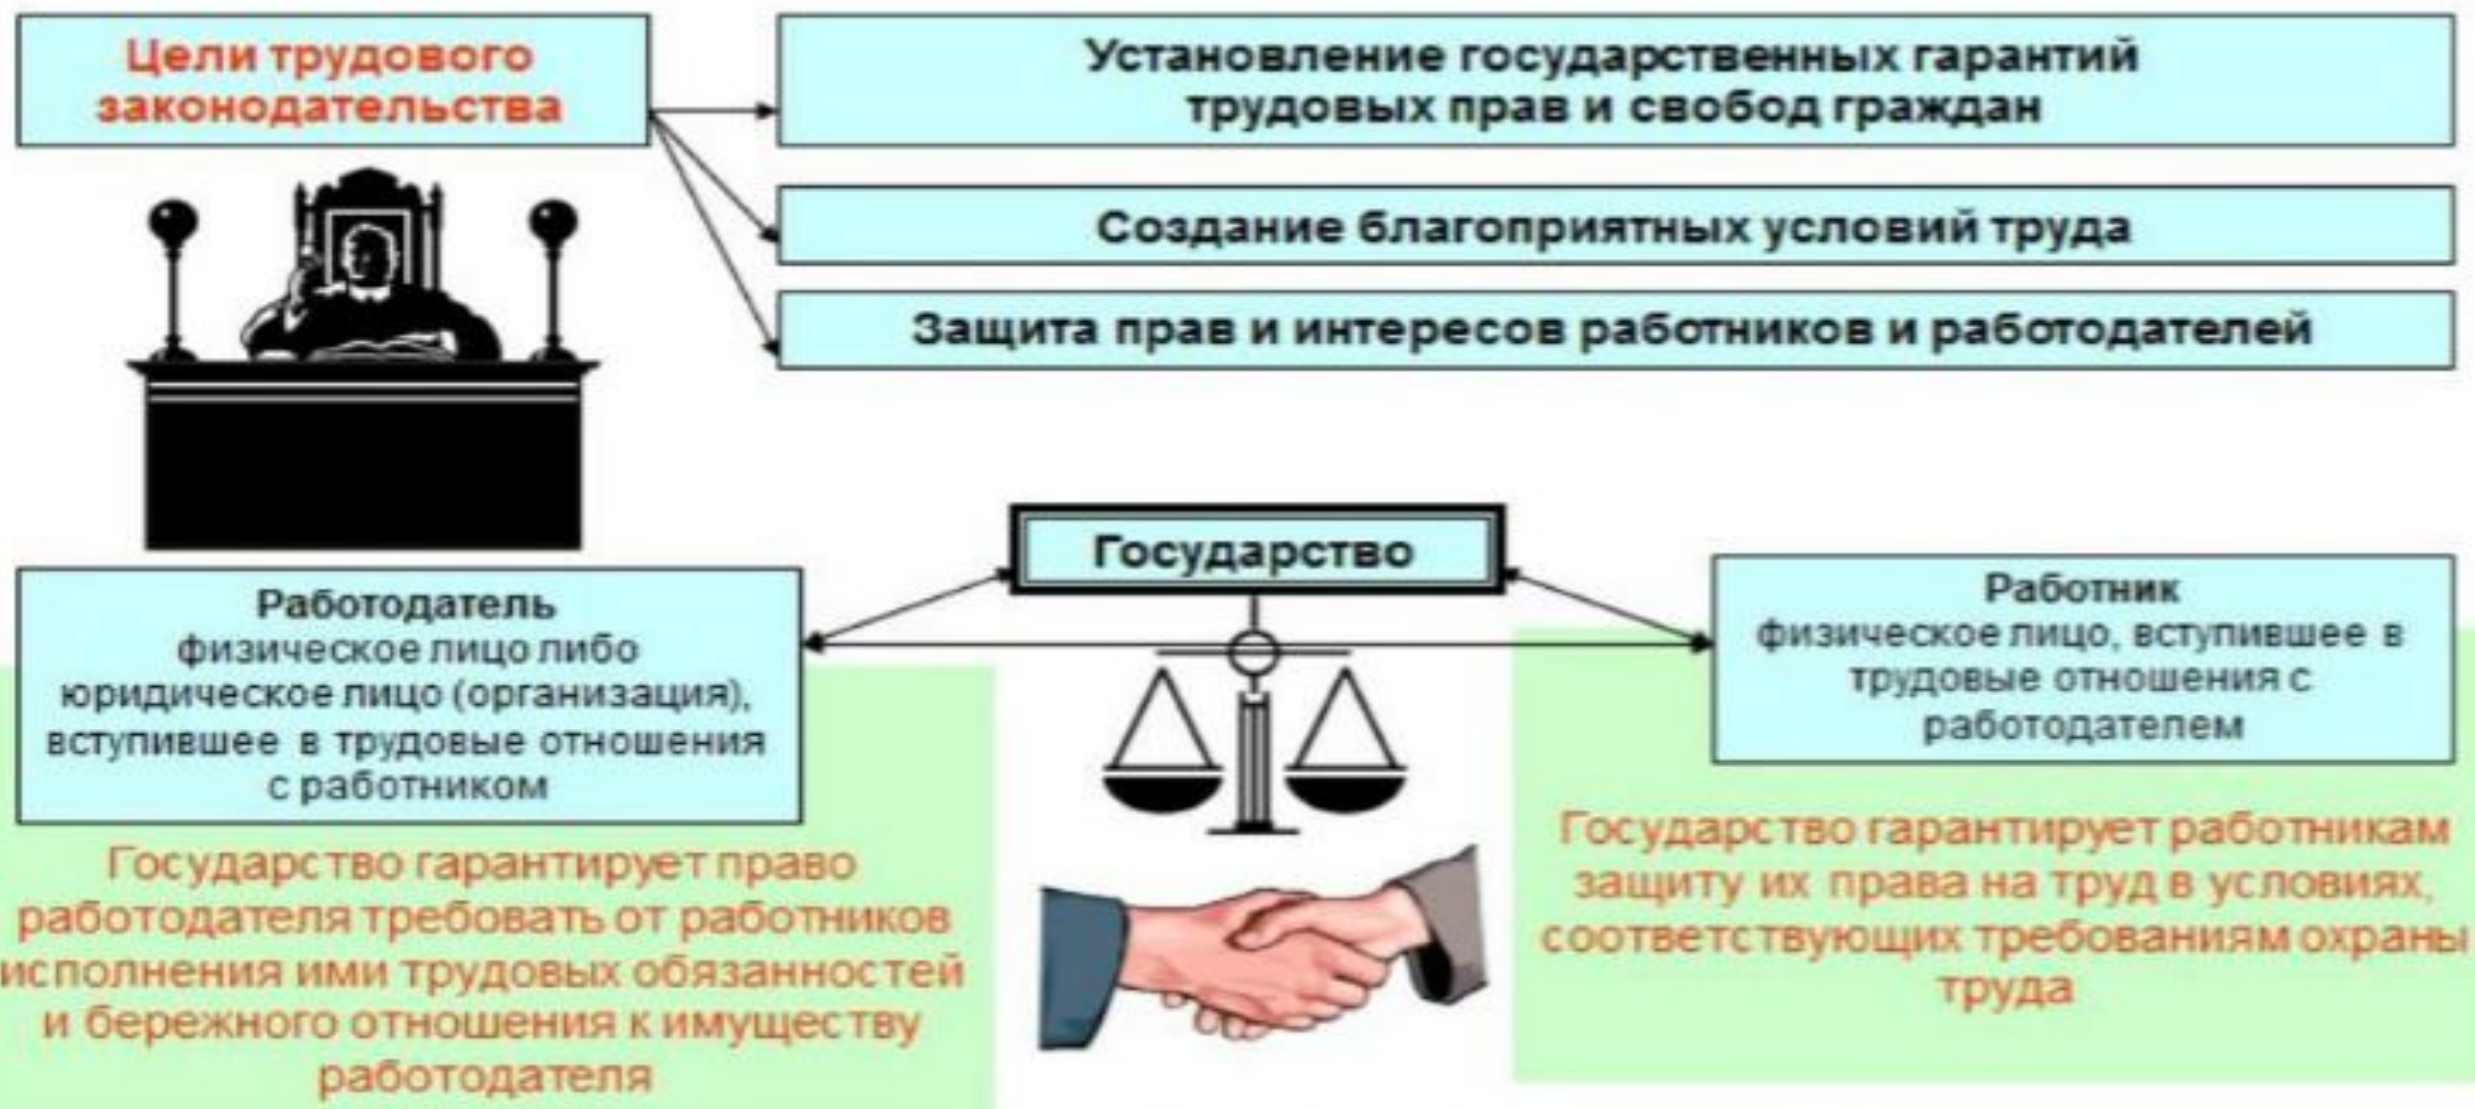 Цели трудового
законодательства
Установление государственных гарантий
трудовых прав и свобод граждан
Создание благоприятных условий труда
Защита прав и интересов работников и работодателей
Государство
Работодатель
физическое лицо либо
юридическое лицо (организация),
вступившее в трудовые отношения
с работником
Работник
физическое лицо, вступившее в
трудовые отношения с
работодателем
Государство гарантирует право
работодателя требовать от работников
исполнения ими трудовых обязанностей
и бережного отношения к имуществу
работодателя
Государство гарантирует работникам
защиту их права на труд в условиях,
соответствующих требованиям охраны
труда